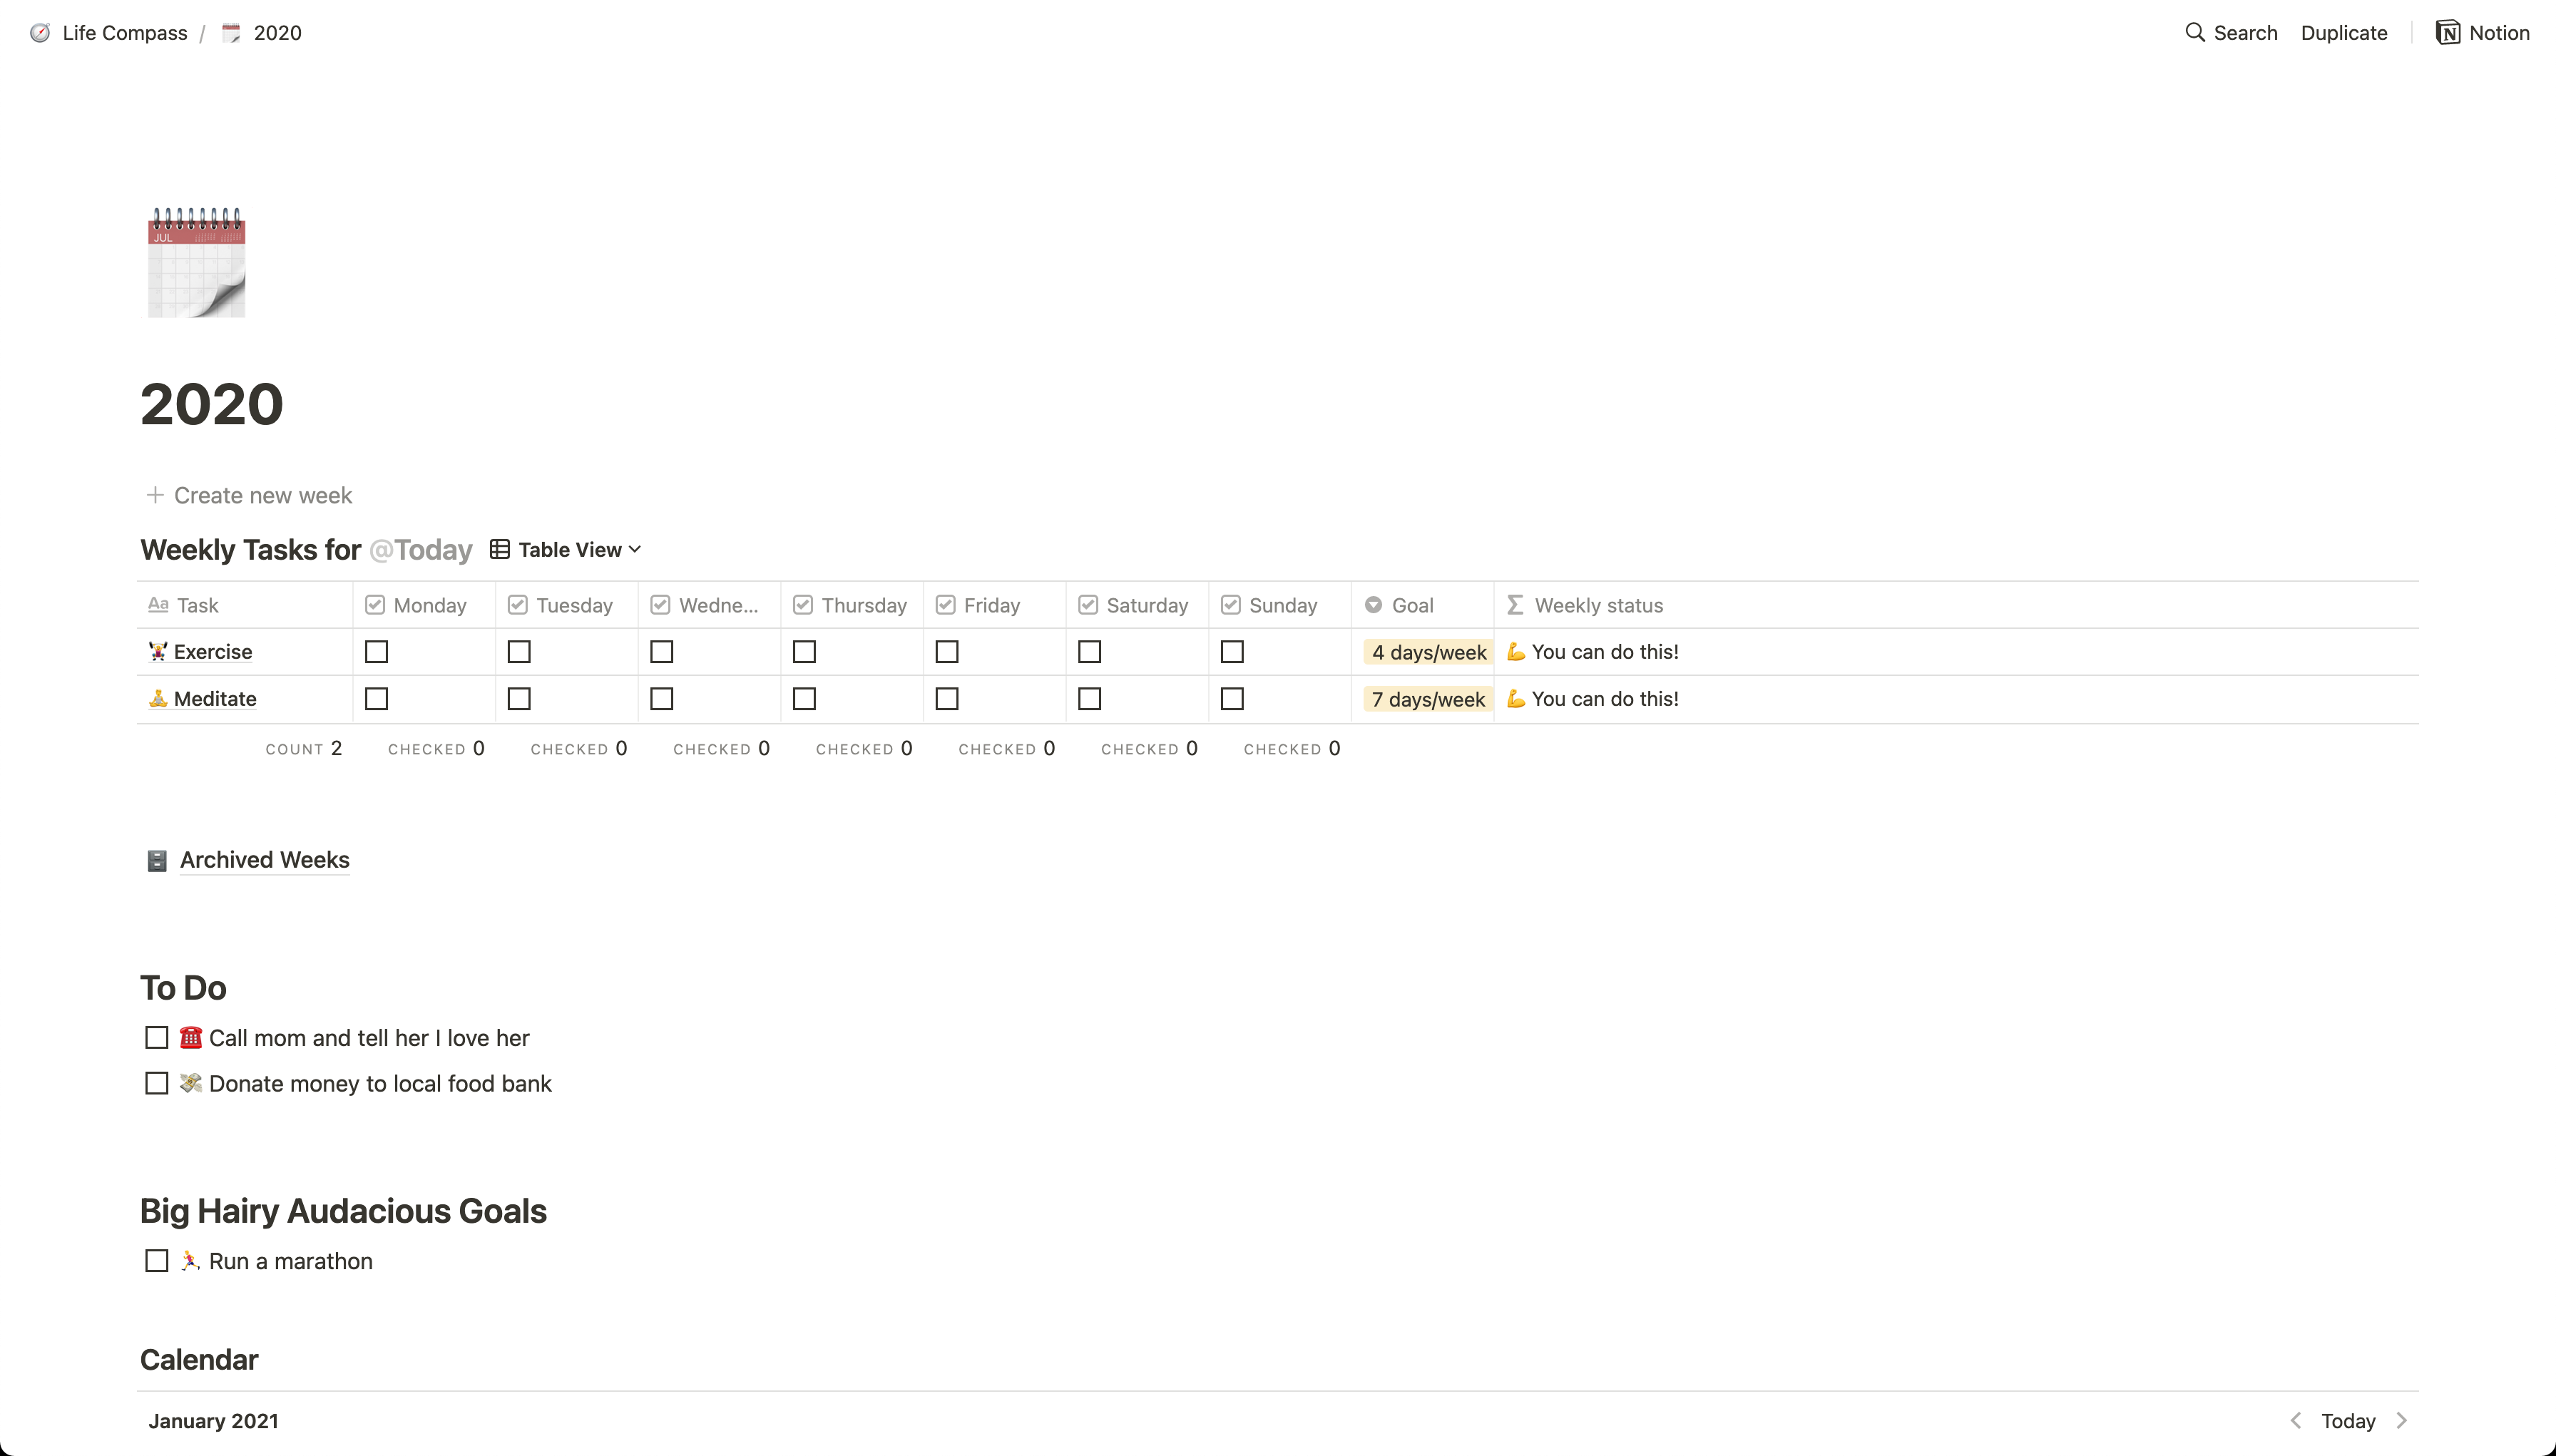 Life Compass / 2020
Search Duplicate Notion
JUL
2020
Create new week
Weekly Tasks for @Today Table View
Aa Task Monday Tuesday Wedne... Thursday Friday Saturday Sunday Goal Σ Weekly status
Exercise 4 days/week 💪 You can do this!
Meditate 7 days/week 💪 You can do this!
COUNT 2 CHECKED 0 CHECKED 0 CHECKED 0 CHECKED 0 CHECKED 0 CHECKED 0 CHECKED 0
Archived Weeks
To Do
Call mom and tell her I love her
Donate money to local food bank
Big Hairy Audacious Goals
Run a marathon
Calendar
January 2021
Today